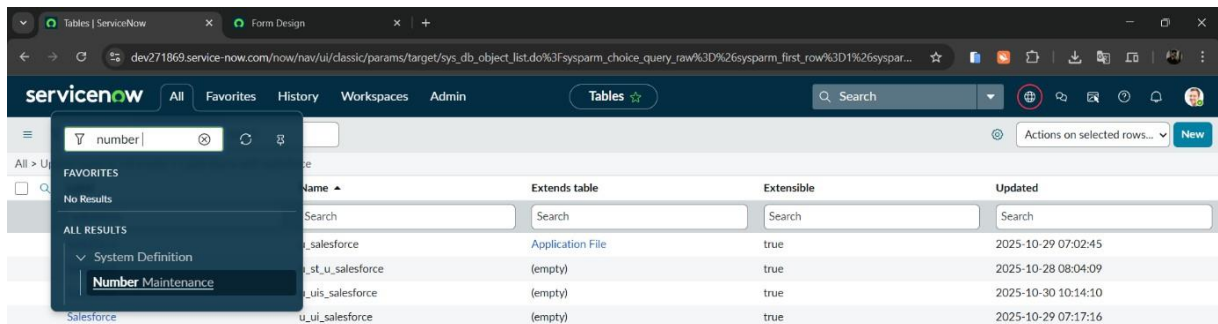 Tables | ServiceNow
Form Design
dev271869.service-now.com/now/nav/ui/classic/params/target/sys_db_object_list.do%3Fsysparm_choice_query_raw%3D%26sysparm_first_row%3D1%26syspar...
servicenow All Favorites History Workspaces Admin Tables Search
number
Actions on selected rows... New
All >
FAVORITES
No Results
ALL RESULTS
System Definition
Number Maintenance
Name Extends table Extensible Updated
Search Search Search Search
u_salesforce Application File true 2025-10-29 07:02:45
u_st_u_salesforce (empty) true 2025-10-28 08:04:09
u_uis_salesforce (empty) true 2025-10-30 10:14:10
Salesforce u_ui_salesforce (empty) true 2025-10-29 07:17:16